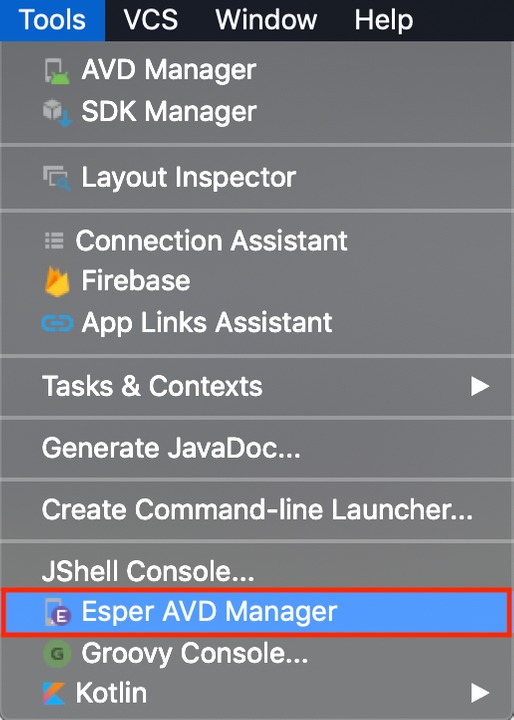 Tools VCS Window Help
AVD Manager
SDK Manager
Layout Inspector
Connection Assistant
Firebase
App Links Assistant
Tasks & Contexts
Generate JavaDoc...
Create Command-line Launcher...
JShell Console...
E Esper AVD Manager
G Groovy Console...
Kotlin